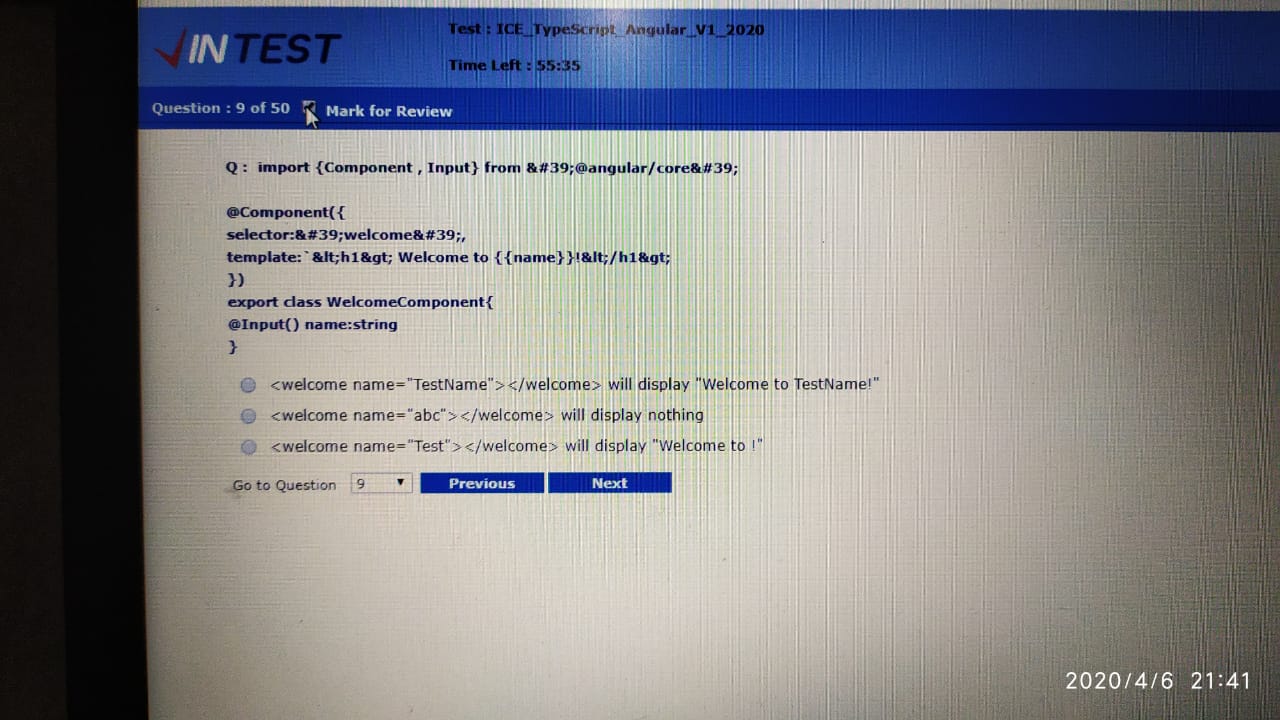 INTEST
Test : ICE_TypeScript_Angular_V1_2020
Time Left : 55:35
Question : 9 of 50 Mark for Review
Q : import {Component , Input} from &#39;@angular/core&#39;
@Component({
selector:&#39;welcome&#39;,
template:`&lt;h1&gt; Welcome to {{name}}!&lt;/h1&gt;
})
export class WelcomeComponent{
@Input() name:string
}
<welcome name="TestName"></welcome> will display "Welcome to TestName!"
<welcome name="abc"></welcome> will display nothing
<welcome name="Test"></welcome> will display "Welcome to !"
Go to Question 9 Previous Next
2020/4/6 21:41